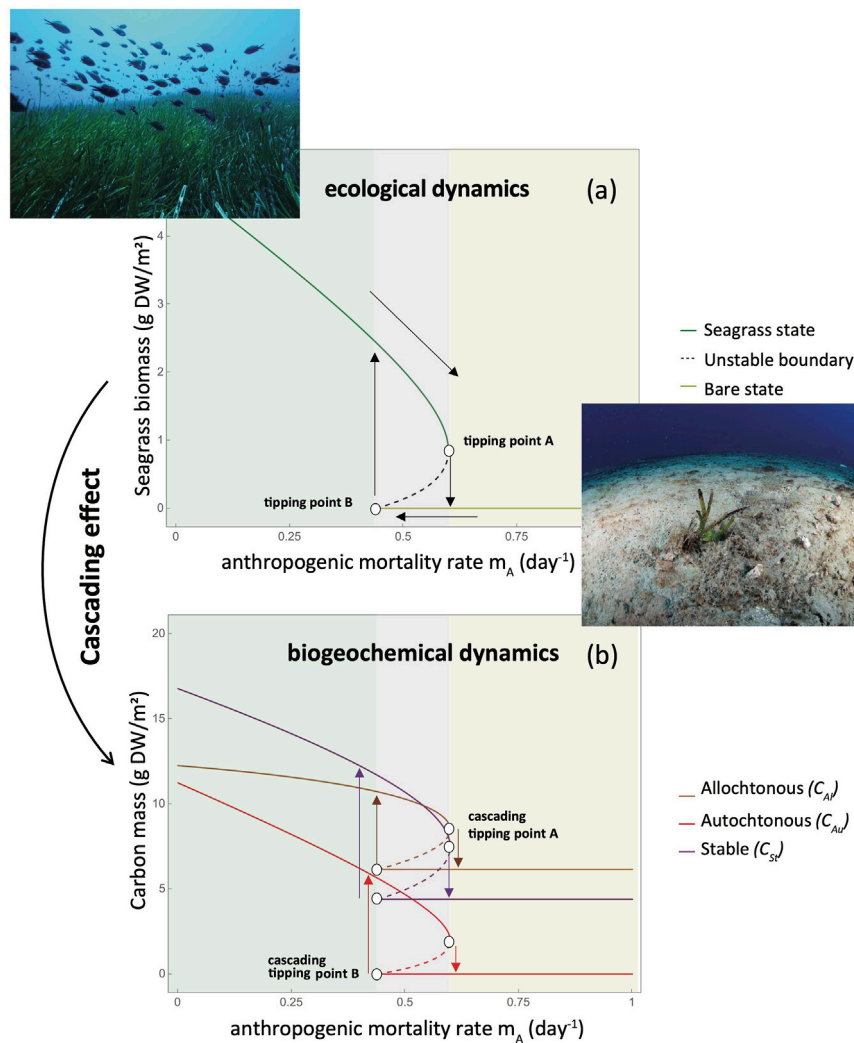 ecological dynamics (a)
4
3
2
1
0
Seagrass biomass (g DW/m²)
tipping point A
tipping point B
0 0.25 0.5 0.75
anthropogenic mortality rate m_A (day⁻¹)
Seagrass state
Unstable boundary
Bare state
Cascading effect
biogeochemical dynamics (b)
20
15
10
5
0
Carbon mass (g DW/m²)
cascading
tipping point A
cascading
tipping point B
0 0.25 0.5 0.75 1
anthropogenic mortality rate m_A (day⁻¹)
Allochtonous (C_Al)
Autochtonous (C_Au)
Stable (C_St)